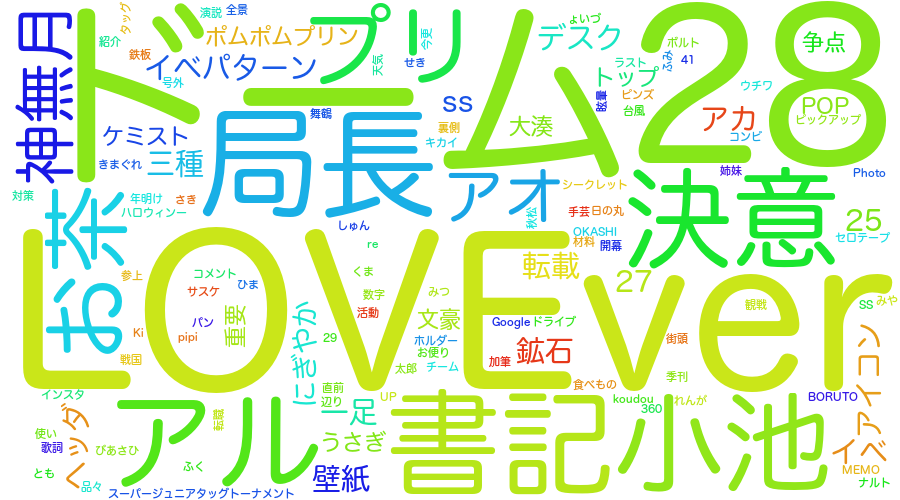 ドーム28
プリ
局長
神無月
イベパターン
ポムポムプリン
デスク
争点
トップ
アカ
POP
ピックアップ
コンビ
ss
大湊
ケミスト
三種
きまぐれ
お茶
アオ
決意
転載
25
27
LOVEver
アル
書記
小池
文豪
鉱石
重要
にぎやか
一足
うさぎ
壁紙
ヘッダ
アイコン
イベ
タッグ
演説
全景
紹介
鉄板
号外
天気
今更
せき
裏側
キカイ
舞鶴
ょいづ
ボルト
ふみ
41
ラスト
ピンズ
ウチワ
眩暈
台風
姉妹
Photo
シークレット
手芸
日の丸
秋松
OKASHI
材料
開幕
セロテープ
対策
年明け
さき
ハロウィンー
しゅん
re
参上
コメント
サスケ
ひま
くま
数字
みつ
活動
パン
Ki
pipi
29
戦国
Google
ドライブ
ホルダー
お便り
太郎
チーム
加筆
街頭
観戦
SS
みや
季刊
食べもの
koudou
360
れんが
BORUTO
MEMO
ナルト
UP
直前
辺り
インスタ
使い
歌詞
ぴあさひ
とも
品々
転職
ふく
スーパージュニアタッグトーナメント